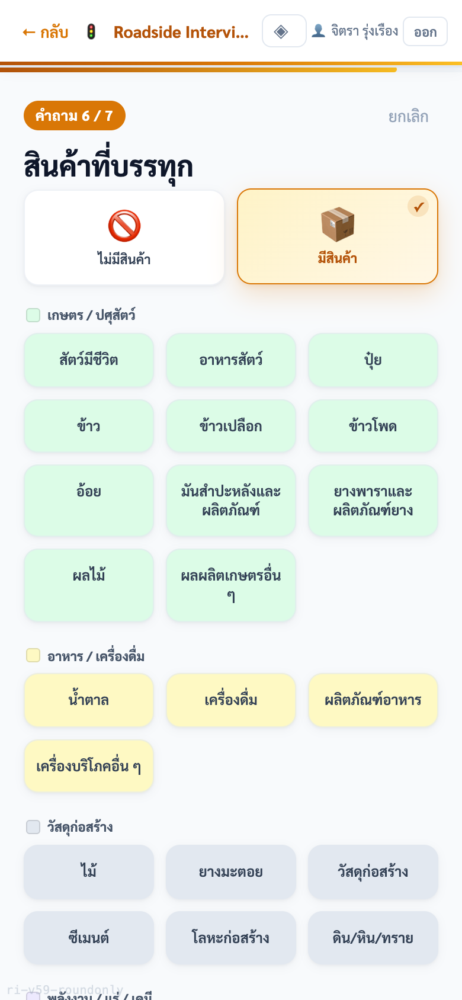 ← กลับ Roadside Intervi... จิตรา รุ่งเรือง ออก
คำถาม 6 / 7 ยกเลิก
สินค้าที่บรรทุก
ไม่มีสินค้า มีสินค้า
เกษตร / ปศุสัตว์
สัตว์มีชีวิต อาหารสัตว์ ปุ๋ย
ข้าว ข้าวเปลือก ข้าวโพด
อ้อย มันสำปะหลังและ ยางพาราและ
ผลิตภัณฑ์ ผลิตภัณฑ์ยาง
ผลไม้ ผลผลิตเกษตรอื่น
ๆ
อาหาร / เครื่องดื่ม
น้ำตาล เครื่องดื่ม ผลิตภัณฑ์อาหาร
เครื่องบริโภคอื่น ๆ
วัสดุก่อสร้าง
ไม้ ยางมะตอย วัสดุก่อสร้าง
ซีเมนต์ โลหะก่อสร้าง ดิน/หิน/ทราย
ri-v59-roundonly
พลังงาน / แร่ / เคมี